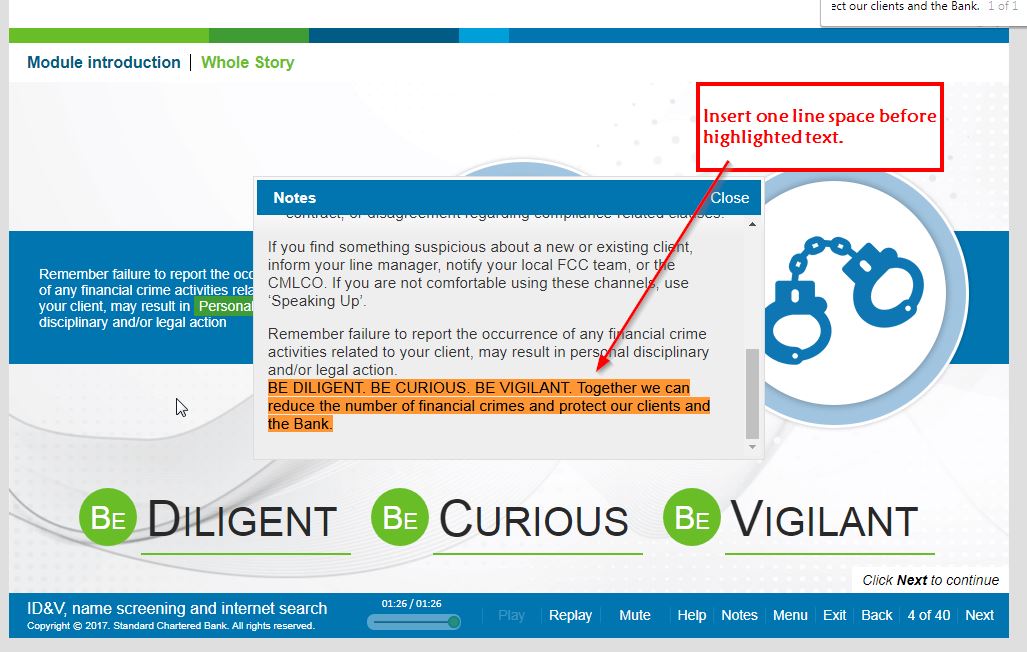 ect our clients and the Bank. 1 of 1
Module introduction | Whole Story
Insert one line space before
highlighted text.
Notes Close
contract, or disagreement regarding compliance related clauses.
If you find something suspicious about a new or existing client,
inform your line manager, notify your local FCC team, or the
CMLCO. If you are not comfortable using these channels, use
‘Speaking Up’.
Remember failure to report the occurrence of any financial crime
activities related to your client, may result in personal disciplinary
and/or legal action.
BE DILIGENT. BE CURIOUS. BE VIGILANT. Together we can
reduce the number of financial crimes and protect our clients and
the Bank.
Remember failure to report the occ
of any financial crime activities rela
your client, may result in Personal
disciplinary and/or legal action
BE DILIGENT BE CURIOUS BE VIGILANT
Click Next to continue
ID&V, name screening and internet search
Copyright © 2017. Standard Chartered Bank. All rights reserved.
01:26 / 01:26
Play Replay Mute Help Notes Menu Exit Back 4 of 40 Next